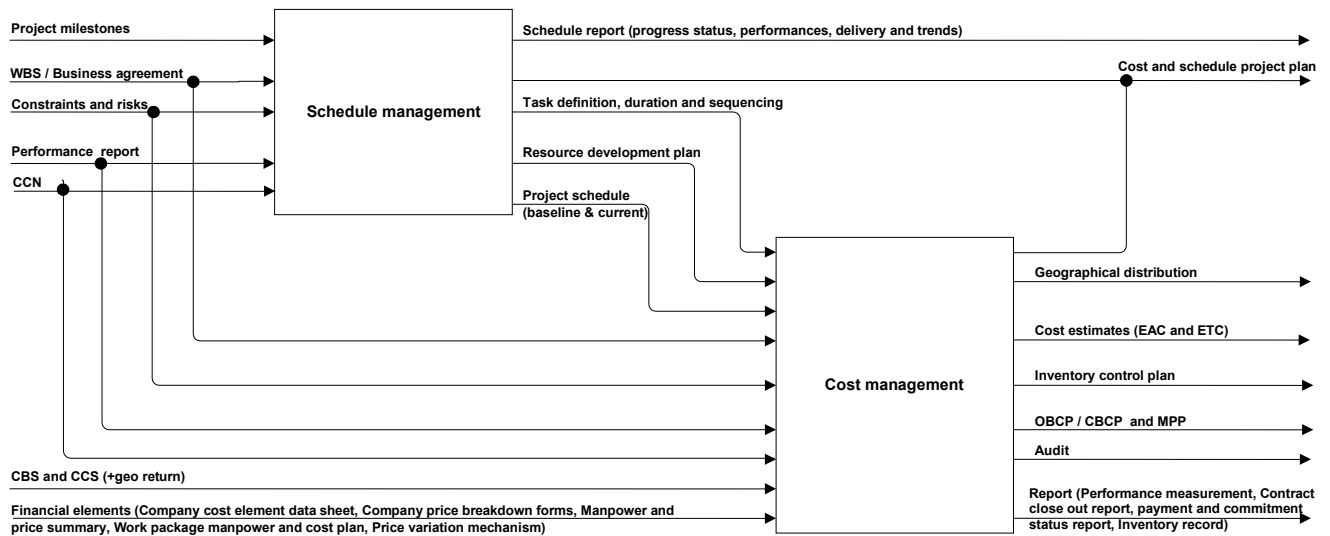 Project milestones
Schedule report (progress status, performances, delivery and trends)
Cost and schedule project plan
WBS / Business agreement
Constraints and risks
Schedule management
Task definition, duration and sequencing
Performance report
Resource development plan
CCN
Project schedule
(baseline & current)
Geographical distribution
Cost estimates (EAC and ETC)
Cost management
Inventory control plan
OBCP / CBCP and MPP
Audit
CBS and CCS (+geo return)
Financial elements (Company cost element data sheet, Company price breakdown forms, Manpower and
price summary, Work package manpower and cost plan, Price variation mechanism)
Report (Performance measurement, Contract
close out report, payment and commitment
status report, Inventory record)